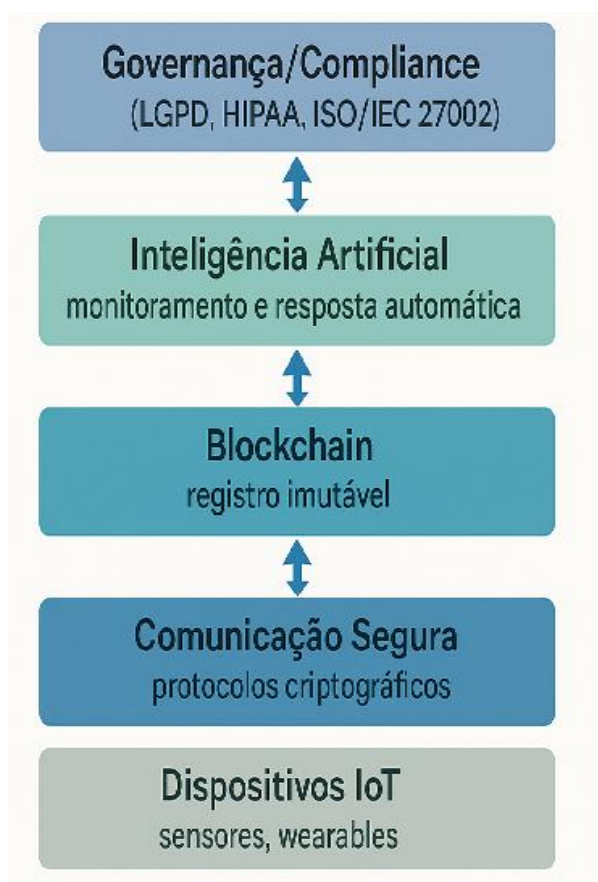 Governança/Compliance
(LGPD, HIPAA, ISO/IEC 27002)
Inteligência Artificial
monitoramento e resposta automática
Blockchain
registro imutável
Comunicação Segura
protocolos criptográficos
Dispositivos IoT
sensores, wearables